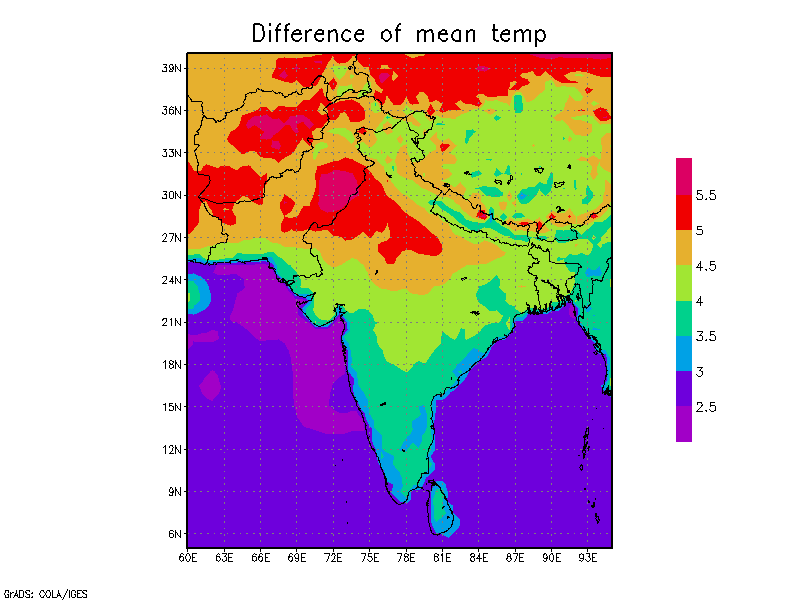 Difference of mean temp
39N
36N
33N
30N
27N
24N
21N
18N
15N
12N
9N
6N
60E 63E 66E 69E 72E 75E 78E 81E 84E 87E 90E 93E
5.5
5
4.5
4
3.5
3
2.5
GrADS: COLA/IGES